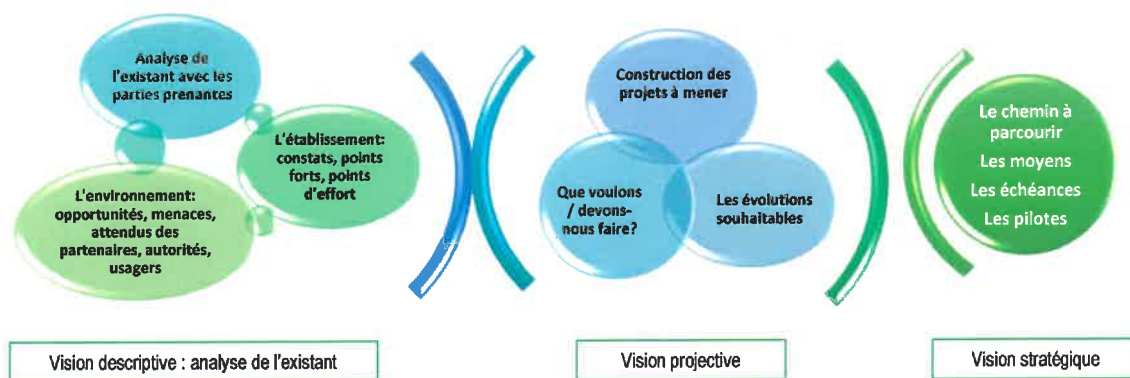 Analyse de
l'existant avec les
parties prenantes
L'établissement:
constats, points
forts, points
d'effort
L'environnement:
opportunités, menaces,
attendus des
partenaires, autorités,
usagers
Vision descriptive : analyse de l'existant
Construction des
projets à mener
Que voulons
/ devons-
nous faire?
Les évolutions
souhaitables
Vision projective
Le chemin à
parcourir
Les moyens
Les échéances
Les pilotes
Vision stratégique